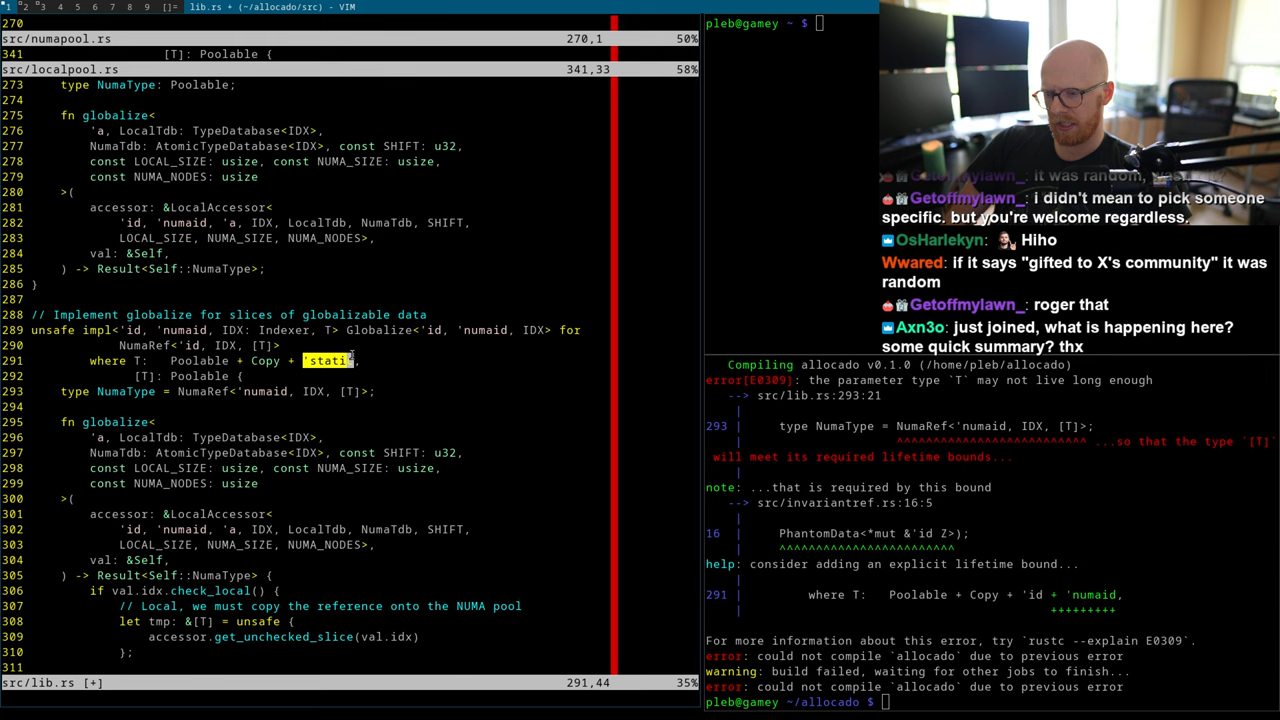 1 2 3 4 5 6 7 8 9 []= lib.rs + (~/allocado/src) - VIM
270
src/numapool.rs 270,1 50%
341 [T]: Poolable {
src/localpool.rs 341,33 58%
273 type NumaType: Poolable;
274
275 fn globalize<
276 'a, LocalTdb: TypeDatabase<IDX>,
277 NumaTdb: AtomicTypeDatabase<IDX>, const SHIFT: u32,
278 const LOCAL_SIZE: usize, const NUMA_SIZE: usize,
279 const NUMA_NODES: usize
280 >(
281 accessor: &LocalAccessor<
282 'id, 'numaid, 'a, IDX, LocalTdb, NumaTdb, SHIFT,
283 LOCAL_SIZE, NUMA_SIZE, NUMA_NODES>,
284 val: &Self,
285 ) -> Result<Self::NumaType>;
286 }
287
288 // Implement globalize for slices of globalizable data
289 unsafe impl<'id, 'numaid, IDX: Indexer, T> Globalize<'id, 'numaid, IDX> for
290 NumaRef<'id, IDX, [T]>
291 where T: Poolable + Copy + 'stati
292 [T]: Poolable {
293 type NumaType = NumaRef<'numaid, IDX, [T]>;
294
295 fn globalize<
296 'a, LocalTdb: TypeDatabase<IDX>,
297 NumaTdb: AtomicTypeDatabase<IDX>, const SHIFT: u32,
298 const LOCAL_SIZE: usize, const NUMA_SIZE: usize,
299 const NUMA_NODES: usize
300 >(
301 accessor: &LocalAccessor<
302 'id, 'numaid, 'a, IDX, LocalTdb, NumaTdb, SHIFT,
303 LOCAL_SIZE, NUMA_SIZE, NUMA_NODES>,
304 val: &Self,
305 ) -> Result<Self::NumaType> {
306 if val.idx.check_local() {
307 // Local, we must copy the reference onto the NUMA pool
308 let tmp: &[T] = unsafe {
309 accessor.get_unchecked_slice(val.idx)
310 };
311
src/lib.rs [+] 291,44 35%
pleb@gamey ~ $
Getoffmylawn_: it was random,
Getoffmylawn_: i didn't mean to pick someone
specific. but you're welcome regardless.
OsHarlekyn: Hiho
Wwared: if it says "gifted to X's community" it was
random
Getoffmylawn_: roger that
Axn3o: just joined, what is happening here?
some quick summary? thx
Compiling allocado v0.1.0 (/home/pleb/allocado)
error[E0309]: the parameter type `T` may not live long enough
--> src/lib.rs:293:21
|
293 | type NumaType = NumaRef<'numaid, IDX, [T]>;
| ^^^^^^^^^^^^^^^^^^^^^^^^^^ ...so that the type `[T]`
will meet its required lifetime bounds...
|
note: ...that is required by this bound
--> src/invariantref.rs:16:5
|
16 | PhantomData<*mut &'id Z>);
| ^^^^^^^^^^^^^^^^^^^^^^^^
help: consider adding an explicit lifetime bound...
|
291 | where T: Poolable + Copy + 'id + 'numaid,
| +++++++++
For more information about this error, try `rustc --explain E0309`.
error: could not compile `allocado` due to previous error
warning: build failed, waiting for other jobs to finish...
error: could not compile `allocado` due to previous error
pleb@gamey ~/allocado $